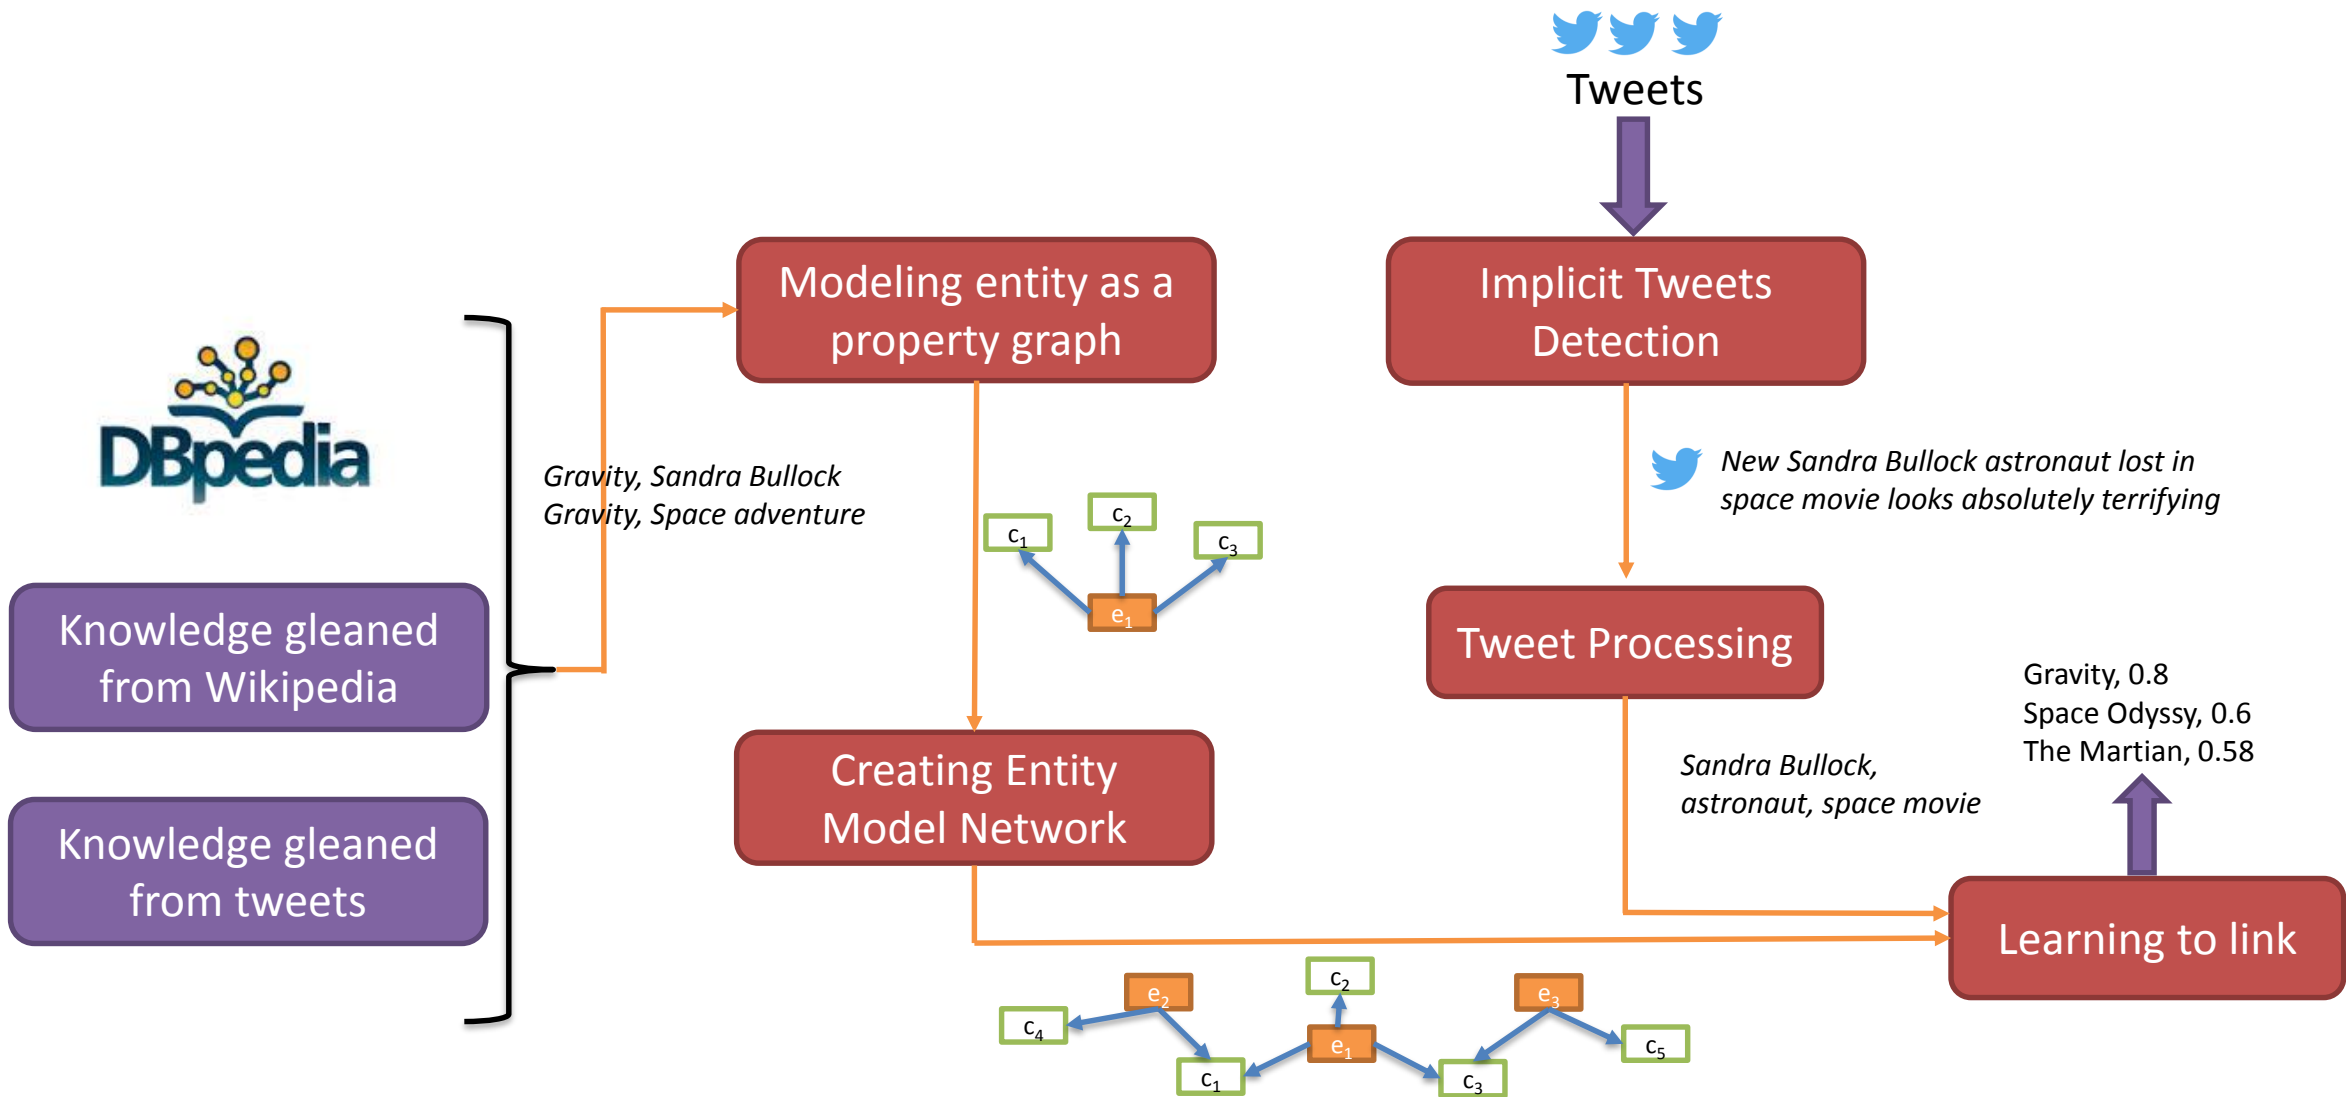 Tweets
Modeling entity as a
property graph
Implicit Tweets
Detection
DBpedia
Gravity, Sandra Bullock
Gravity, Space adventure
New Sandra Bullock astronaut lost in
space movie looks absolutely terrifying
c₁
c₂
c₃
e₁
Knowledge gleaned
from Wikipedia
Tweet Processing
Gravity, 0.8
Space Odyssy, 0.6
The Martian, 0.58
Creating Entity
Model Network
Sandra Bullock,
astronaut, space movie
Knowledge gleaned
from tweets
Learning to link
e₂
c₂
e₃
c₄
e₁
c₅
c₁
c₃